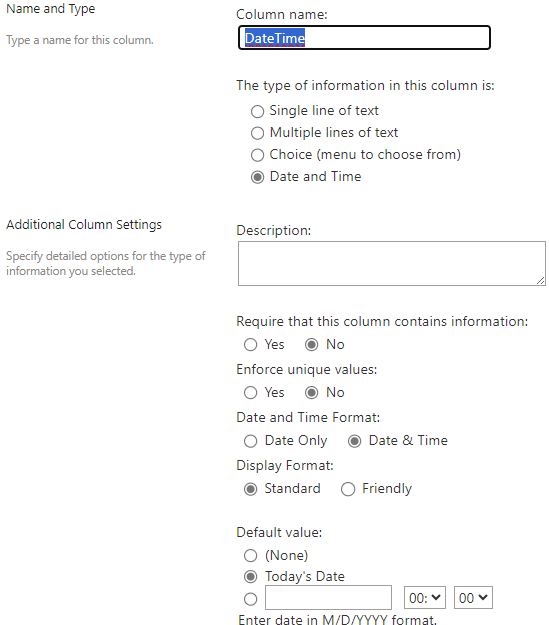 Name and Type
Type a name for this column.
Column name:
DateTime
The type of information in this column is:
Single line of text
Multiple lines of text
Choice (menu to choose from)
Date and Time
Additional Column Settings
Specify detailed options for the type of
information you selected.
Description:
Require that this column contains information:
Yes No
Enforce unique values:
Yes No
Date and Time Format:
Date Only Date & Time
Display Format:
Standard Friendly
Default value:
(None)
Today's Date
00: 00
Enter date in M/D/YYYY format.